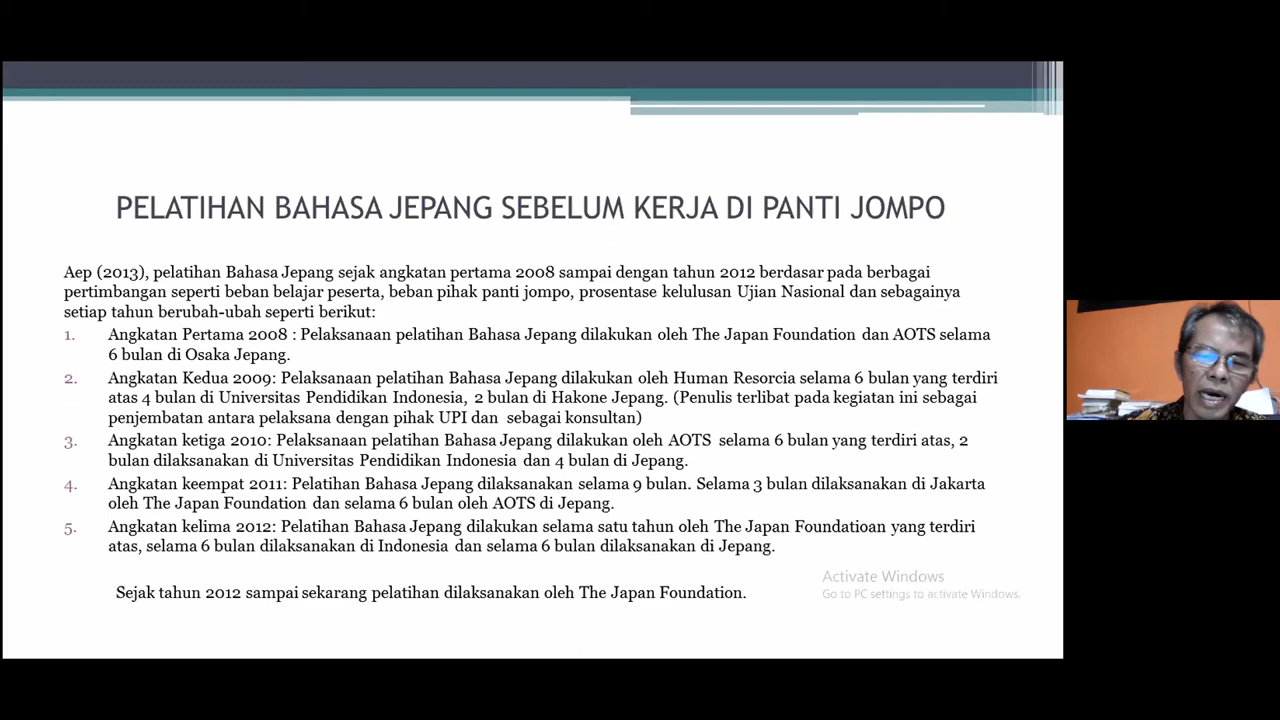 PELATIHAN BAHASA JEPANG SEBELUM KERJA DI PANTI JOMPO
Aep (2013), pelatihan Bahasa Jepang sejak angkatan pertama 2008 sampai dengan tahun 2012 berdasar pada berbagai
pertimbangan seperti beban belajar peserta, beban pihak panti jompo, prosentase kelulusan Ujian Nasional dan sebagainya
setiap tahun berubah-ubah seperti berikut:
1. Angkatan Pertama 2008 : Pelaksanaan pelatihan Bahasa Jepang dilakukan oleh The Japan Foundation dan AOTS selama
6 bulan di Osaka Jepang.
2. Angkatan Kedua 2009: Pelaksanaan pelatihan Bahasa Jepang dilakukan oleh Human Resorcia selama 6 bulan yang terdiri
atas 4 bulan di Universitas Pendidikan Indonesia, 2 bulan di Hakone Jepang. (Penulis terlibat pada kegiatan ini sebagai
penjembatan antara pelaksana dengan pihak UPI dan sebagai konsultan)
3. Angkatan ketiga 2010: Pelaksanaan pelatihan Bahasa Jepang dilakukan oleh AOTS selama 6 bulan yang terdiri atas, 2
bulan dilaksanakan di Universitas Pendidikan Indonesia dan 4 bulan di Jepang.
4. Angkatan keempat 2011: Pelatihan Bahasa Jepang dilaksanakan selama 9 bulan. Selama 3 bulan dilaksanakan di Jakarta
oleh The Japan Foundation dan selama 6 bulan oleh AOTS di Jepang.
5. Angkatan kelima 2012: Pelatihan Bahasa Jepang dilakukan selama satu tahun oleh The Japan Foundatioan yang terdiri
atas, selama 6 bulan dilaksanakan di Indonesia dan selama 6 bulan dilaksanakan di Jepang.
Activate Windows
Sejak tahun 2012 sampai sekarang pelatihan dilaksanakan oleh The Japan Foundation.
Go to PC settings to activate Windows.